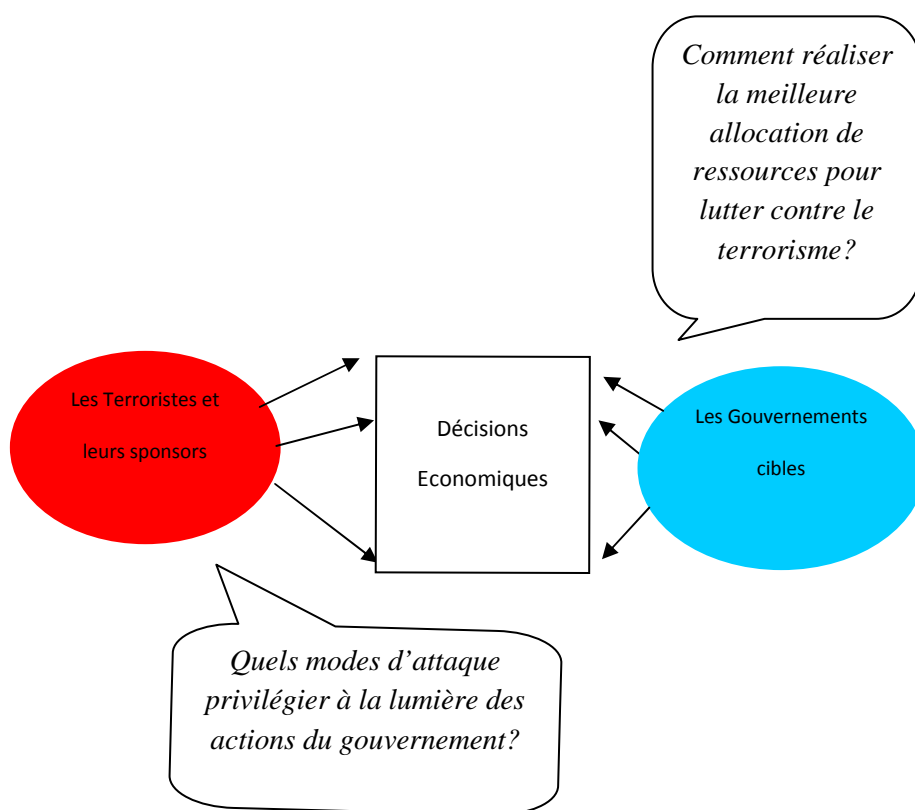 Comment réaliser
la meilleure
allocation de
ressources pour
lutter contre le
terrorisme?
Les Terroristes et
leurs sponsors
Décisions
Economiques
Les Gouvernements
cibles
Quels modes d’attaque
privilégier à la lumière des
actions du gouvernement?